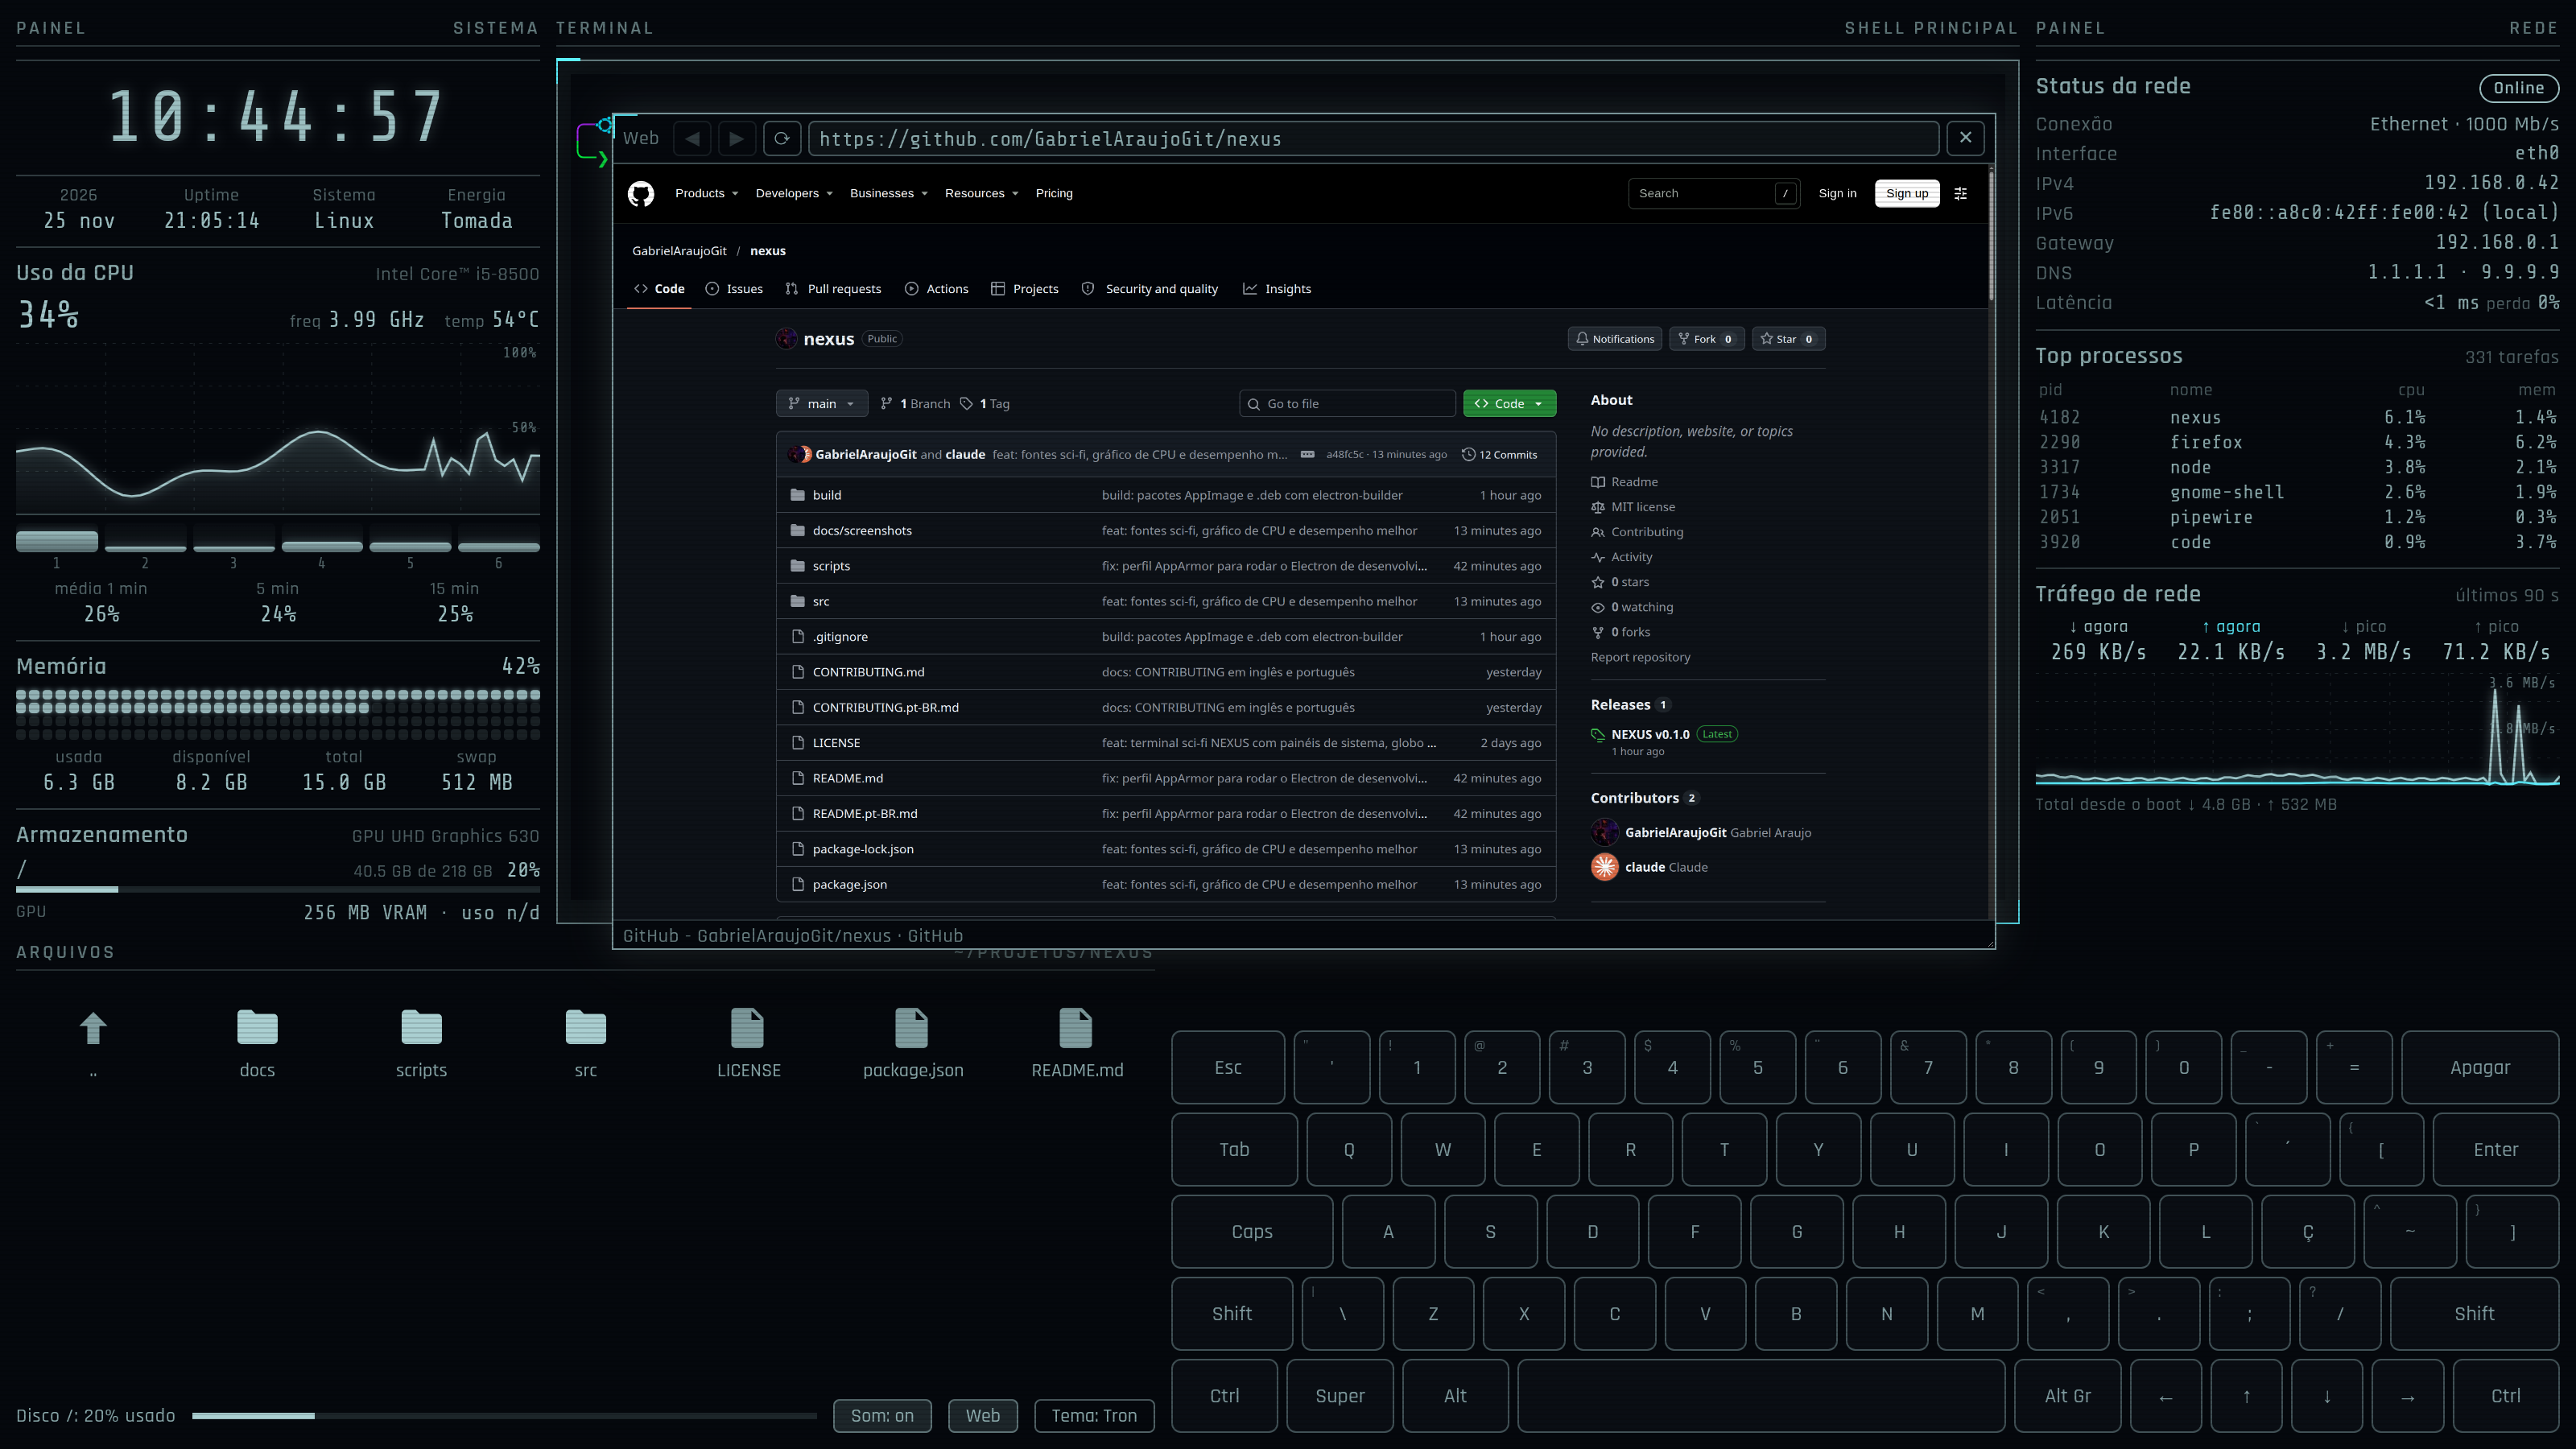 PAINEL SISTEMA
10:44:57
2026 Uptime Sistema Energia
25 nov 21:05:14 Linux Tomada
Uso da CPU Intel Core™ i5-8500
34% freq 3.99 GHz temp 54°C
100%
50%
1 2 3 4 5 6
média 1 min 5 min 15 min
26% 24% 25%
Memória 42%
usada disponível total swap
6.3 GB 8.2 GB 15.0 GB 512 MB
Armazenamento GPU UHD Graphics 630
/ 40.5 GB de 218 GB 20%
GPU 256 MB VRAM · uso n/d
TERMINAL SHELL PRINCIPAL
Web ◀ ▶ ⟳ https://github.com/GabrielAraujoGit/nexus ✕
Products Developers Businesses Resources Pricing Search / Sign in Sign up
GabrielAraujoGit / nexus
Code Issues Pull requests Actions Projects Security and quality Insights
nexus Public Notifications Fork 0 Star 0
main 1 Branch 1 Tag Go to file Code
GabrielAraujoGit and claude feat: fontes sci-fi, gráfico de CPU e desempenho m... a48fc5c · 13 minutes ago 12 Commits
build build: pacotes AppImage e .deb com electron-builder 1 hour ago
docs/screenshots feat: fontes sci-fi, gráfico de CPU e desempenho melhor 13 minutes ago
scripts fix: perfil AppArmor para rodar o Electron de desenvolvi... 42 minutes ago
src feat: fontes sci-fi, gráfico de CPU e desempenho melhor 13 minutes ago
.gitignore build: pacotes AppImage e .deb com electron-builder 1 hour ago
CONTRIBUTING.md docs: CONTRIBUTING em inglês e português yesterday
CONTRIBUTING.pt-BR.md docs: CONTRIBUTING em inglês e português yesterday
LICENSE feat: terminal sci-fi NEXUS com painéis de sistema, globo ... 2 days ago
README.md fix: perfil AppArmor para rodar o Electron de desenvolvi... 42 minutes ago
README.pt-BR.md fix: perfil AppArmor para rodar o Electron de desenvolvi... 42 minutes ago
package-lock.json feat: fontes sci-fi, gráfico de CPU e desempenho melhor 13 minutes ago
package.json feat: fontes sci-fi, gráfico de CPU e desempenho melhor 13 minutes ago
About
No description, website, or topics
provided.
Readme
MIT license
Contributing
Activity
0 stars
0 watching
0 forks
Report repository
Releases 1
NEXUS v0.1.0 Latest
1 hour ago
Contributors 2
GabrielAraujoGit Gabriel Araujo
claude Claude
GitHub - GabrielAraujoGit/nexus · GitHub
PAINEL REDE
Status da rede Online
Conexão Ethernet · 1000 Mb/s
Interface eth0
IPv4 192.168.0.42
IPv6 fe80::a8c0:42ff:fe00:42 (local)
Gateway 192.168.0.1
DNS 1.1.1.1 · 9.9.9.9
Latência <1 ms perda 0%
Top processos 331 tarefas
pid nome cpu mem
4182 nexus 6.1% 1.4%
2290 firefox 4.3% 6.2%
3317 node 3.8% 2.1%
1734 gnome-shell 2.6% 1.9%
2051 pipewire 1.2% 0.3%
3920 code 0.9% 3.7%
Tráfego de rede últimos 90 s
↓ agora ↑ agora ↓ pico ↑ pico
269 KB/s 22.1 KB/s 3.2 MB/s 71.2 KB/s
3.6 MB/s
MB/s
Total desde o boot ↓ 4.8 GB · ↑ 532 MB
ARQUIVOS ~/PROJETOS/NEXUS
.. docs scripts src LICENSE package.json README.md
Disco /: 20% usado Som: on Web Tema: Tron
Esc " ' ! 1 @ 2 # 3 $ 4 % 5 ¨ 6 & 7 * 8 ( 9 ) 0 _ - + = Apagar
Tab Q W E R T Y U I O P ` ´ { [ Enter
Caps A S D F G H J K L Ç ^ ~ } ]
Shift | \ Z X C V B N M < , > . : ; ? / Shift
Ctrl Super Alt Alt Gr ← ↑ ↓ → Ctrl